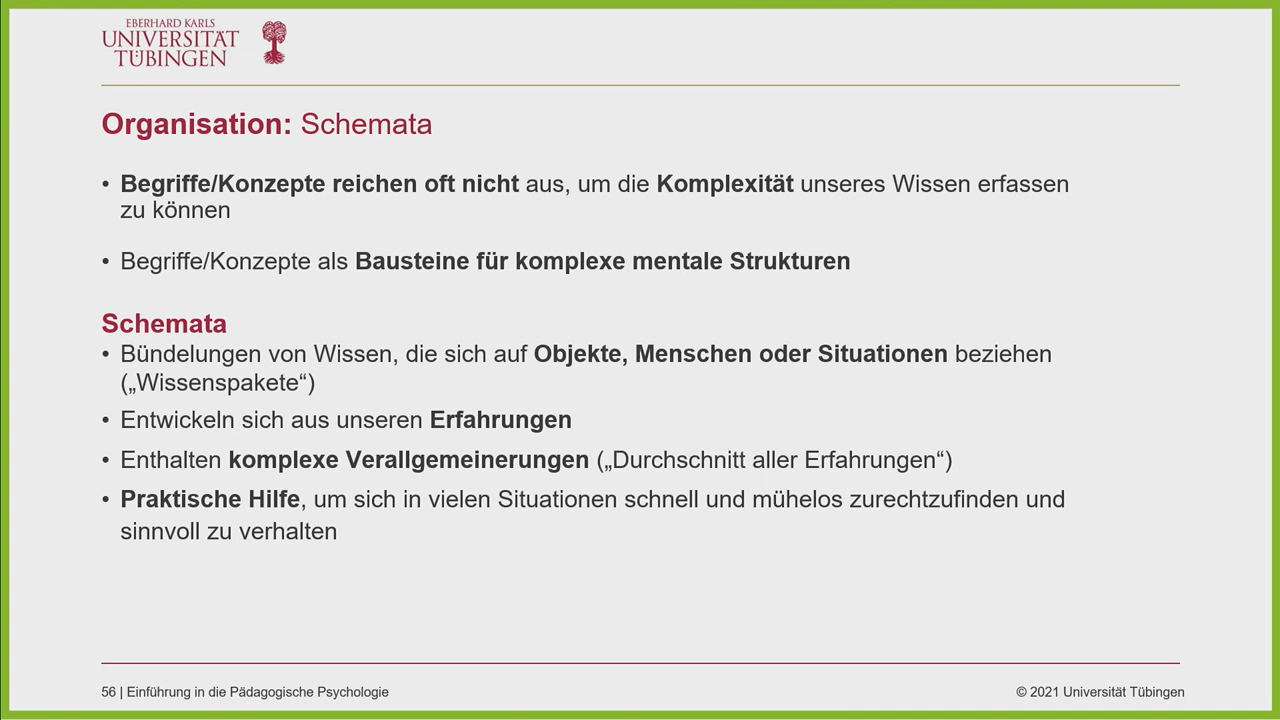 EBERHARD KARLS
UNIVERSITÄT
TÜBINGEN
Organisation: Schemata
• Begriffe/Konzepte reichen oft nicht aus, um die Komplexität unseres Wissen erfassen
zu können
• Begriffe/Konzepte als Bausteine für komplexe mentale Strukturen
Schemata
• Bündelungen von Wissen, die sich auf Objekte, Menschen oder Situationen beziehen
(„Wissenspakete“)
• Entwickeln sich aus unseren Erfahrungen
• Enthalten komplexe Verallgemeinerungen („Durchschnitt aller Erfahrungen“)
• Praktische Hilfe, um sich in vielen Situationen schnell und mühelos zurechtzufinden und
sinnvoll zu verhalten
56 | Einführung in die Pädagogische Psychologie
© 2021 Universität Tübingen